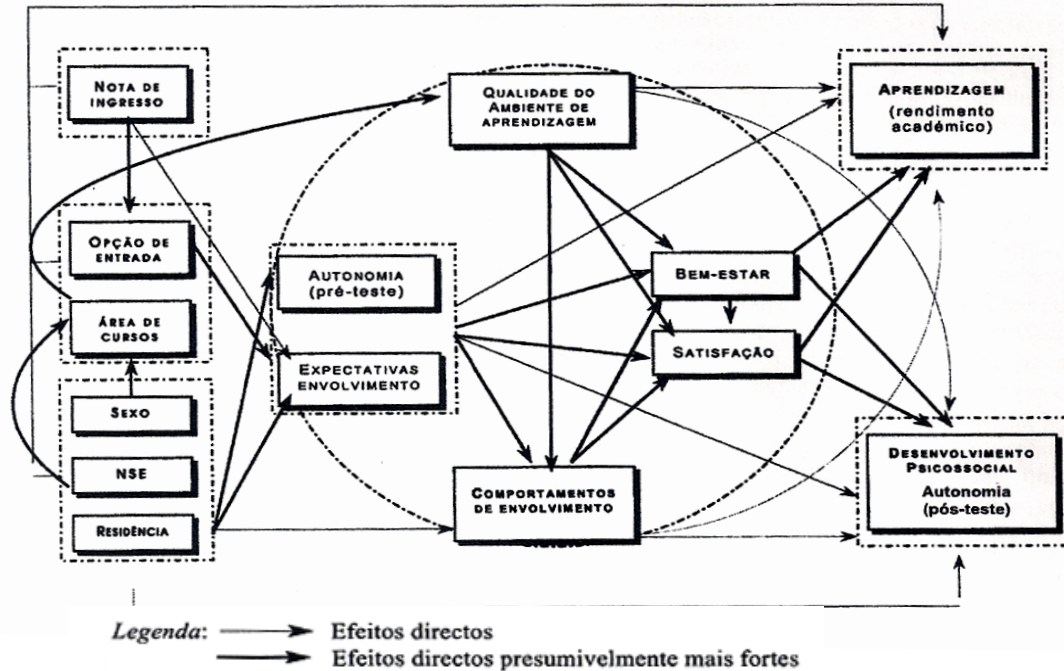 NOTA DE
INGRESSO
QUALIDADE DO
AMBIENTE DE
APRENDIZAGEM
APRENDIZAGEM
(rendimento
académico)
OPÇÃO DE
ENTRADA
AUTONOMIA
(pré-teste)
BEM-ESTAR
ÁREA DE
CURSOS
EXPECTATIVAS
ENVOLVIMENTO
SATISFAÇÃO
SEXO
NSE
RESIDÊNCIA
COMPORTAMENTOS
DE ENVOLVIMENTO
DESENVOLVIMENTO
PSICOSSOCIAL
Autonomia
(pós-teste)
Legenda: Efeitos directos
Efeitos directos presumivelmente mais fortes